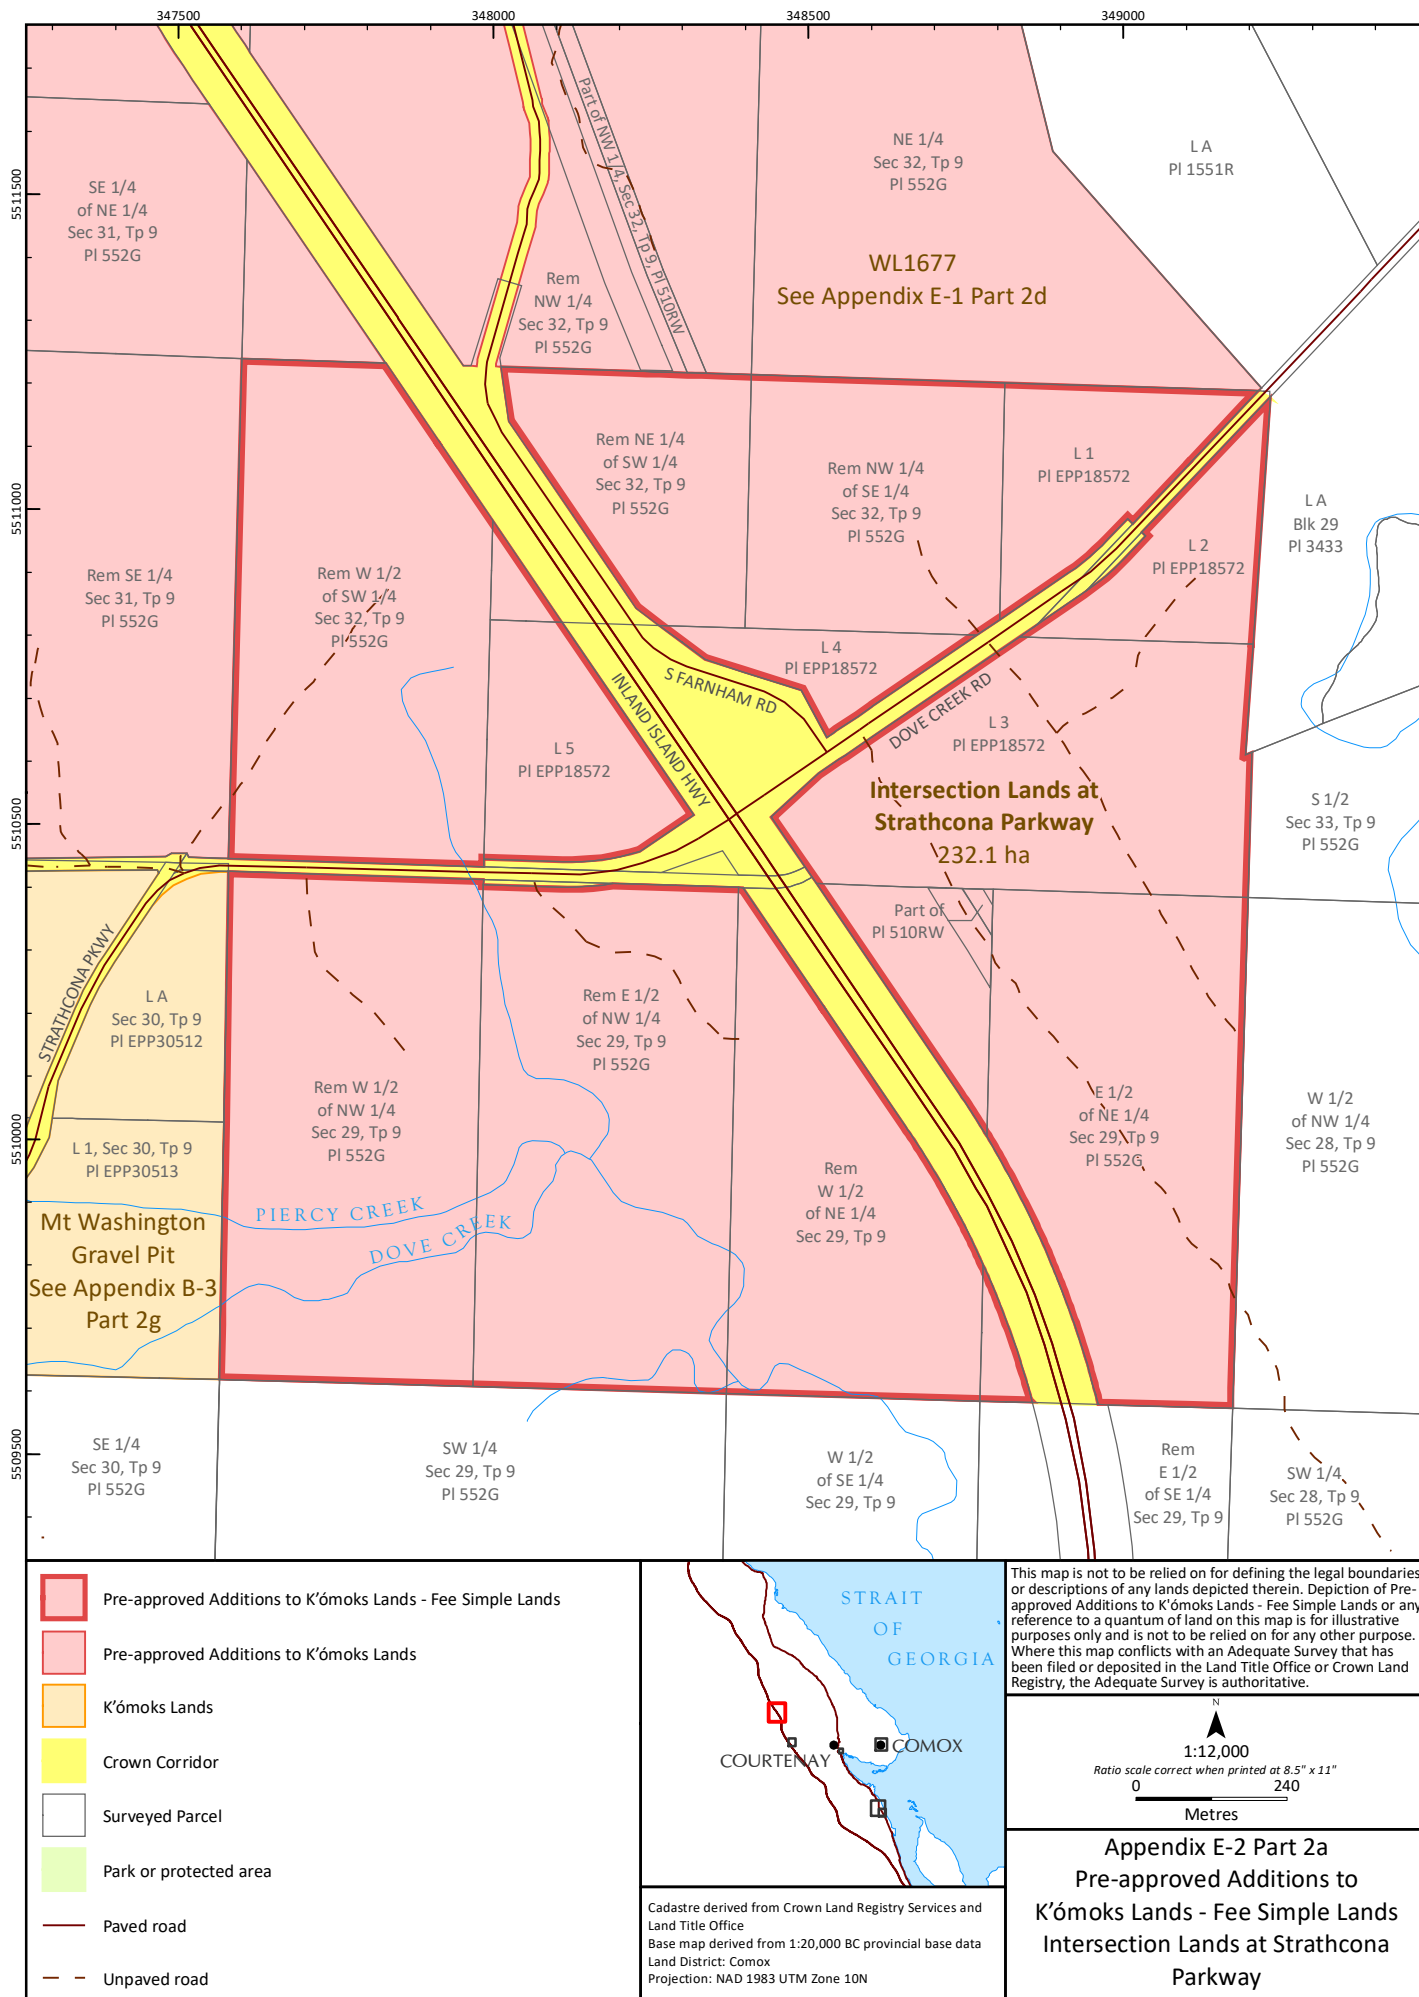 347500
348000
348500
349000
5511500
5511000
5510500
5510000
5509500
SE 1/4
of NE 1/4
Sec 31, Tp 9
Pl 552G
Part of NW 1/4, Sec 32, Tp 9, Pl 510RW
Rem
NW 1/4
Sec 32, Tp 9
Pl 552G
NE 1/4
Sec 32, Tp 9
Pl 552G
L A
Pl 1551R
WL1677
See Appendix E-1 Part 2d
Rem NE 1/4
of SW 1/4
Sec 32, Tp 9
Pl 552G
Rem NW 1/4
of SE 1/4
Sec 32, Tp 9
Pl 552G
L 1
Pl EPP18572
L 2
Pl EPP18572
L A
Blk 29
Pl 3433
Rem SE 1/4
Sec 31, Tp 9
Pl 552G
Rem W 1/2
of SW 1/4
Sec 32, Tp 9
Pl 552G
L 4
Pl EPP18572
S FARNHAM RD
INLAND ISLAND HWY
DOVE CREEK RD
L 3
Pl EPP18572
L 5
Pl EPP18572
Intersection Lands at
Strathcona Parkway
232.1 ha
S 1/2
Sec 33, Tp 9
Pl 552G
Part of
Pl 510RW
STRATHCONA PKWY
L A
Sec 30, Tp 9
Pl EPP30512
Rem E 1/2
of NW 1/4
Sec 29, Tp 9
Pl 552G
Rem W 1/2
of NW 1/4
Sec 29, Tp 9
Pl 552G
E 1/2
of NE 1/4
Sec 29, Tp 9
Pl 552G
W 1/2
of NW 1/4
Sec 28, Tp 9
Pl 552G
L 1, Sec 30, Tp 9
Pl EPP30513
Rem
W 1/2
of NE 1/4
Sec 29, Tp 9
PIERCY CREEK
DOVE CREEK
Mt Washington
Gravel Pit
See Appendix B-3
Part 2g
SE 1/4
Sec 30, Tp 9
Pl 552G
SW 1/4
Sec 29, Tp 9
Pl 552G
W 1/2
of SE 1/4
Sec 29, Tp 9
Rem
E 1/2
of SE 1/4
Sec 29, Tp 9
SW 1/4
Sec 28, Tp 9
Pl 552G
Pre-approved Additions to K'ómoks Lands - Fee Simple Lands
Pre-approved Additions to K'ómoks Lands
K'ómoks Lands
Crown Corridor
Surveyed Parcel
Park or protected area
Paved road
Unpaved road
STRAIT
OF
GEORGIA
COURTENAY
COMOX
Cadastre derived from Crown Land Registry Services and
Land Title Office
Base map derived from 1:20,000 BC provincial base data
Land District: Comox
Projection: NAD 1983 UTM Zone 10N
This map is not to be relied on for defining the legal boundaries
or descriptions of any lands depicted therein. Depiction of Pre-
approved Additions to K'ómoks Lands - Fee Simple Lands or any
reference to a quantum of land on this map is for illustrative
purposes only and is not to be relied on for any other purpose.
Where this map conflicts with an Adequate Survey that has
been filed or deposited in the Land Title Office or Crown Land
Registry, the Adequate Survey is authoritative.
N
1:12,000
Ratio scale correct when printed at 8.5" x 11"
0 240
Metres
Appendix E-2 Part 2a
Pre-approved Additions to
K'ómoks Lands - Fee Simple Lands
Intersection Lands at Strathcona
Parkway